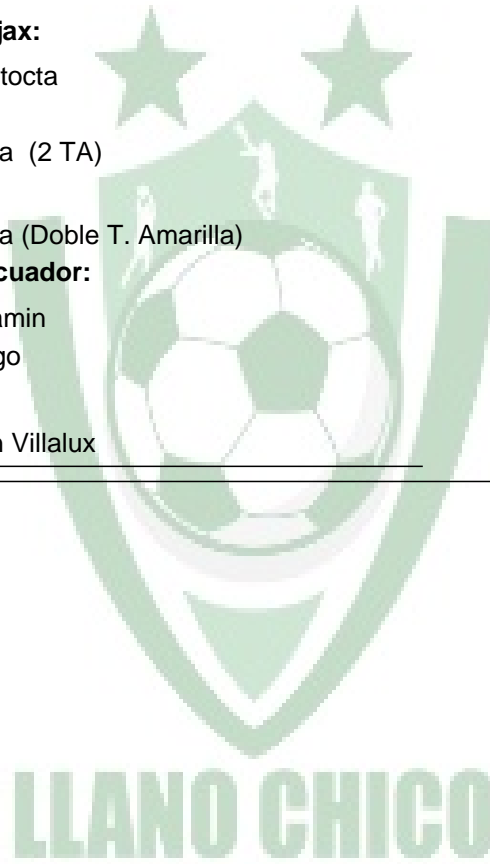 jax:
tocta
a (2 TA)
a (Doble T. Amarilla)
cuador:
amin
go
n Villalux
LLANO CHICO